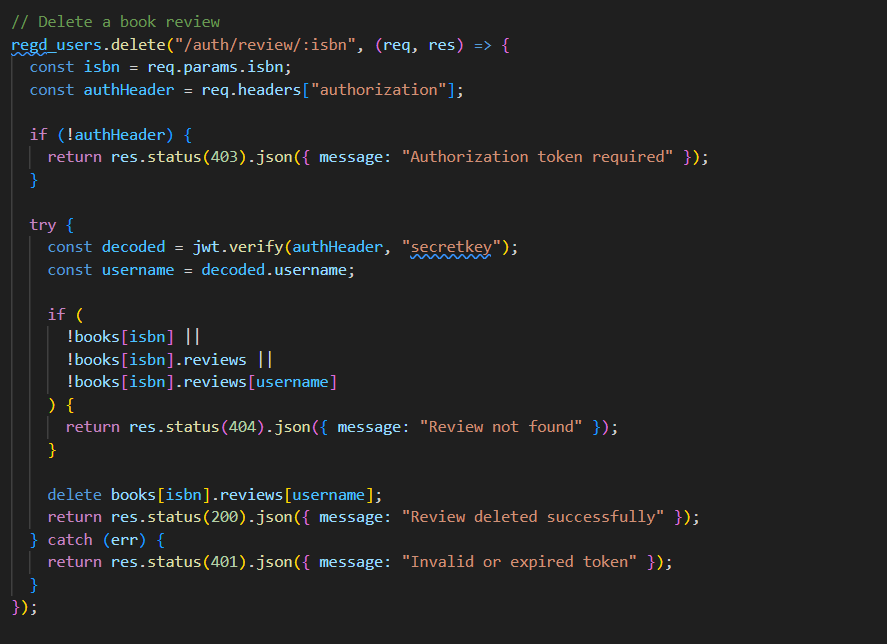 // Delete a book review
regd_users.delete("/auth/review/:isbn", (req, res) => {
  const isbn = req.params.isbn;
  const authHeader = req.headers["authorization"];

  if (!authHeader) {
    return res.status(403).json({ message: "Authorization token required" });
  }

  try {
    const decoded = jwt.verify(authHeader, "secretkey");
    const username = decoded.username;

    if (
      !books[isbn] ||
      !books[isbn].reviews ||
      !books[isbn].reviews[username]
    ) {
      return res.status(404).json({ message: "Review not found" });
    }

    delete books[isbn].reviews[username];
    return res.status(200).json({ message: "Review deleted successfully" });
  } catch (err) {
    return res.status(401).json({ message: "Invalid or expired token" });
  }
});